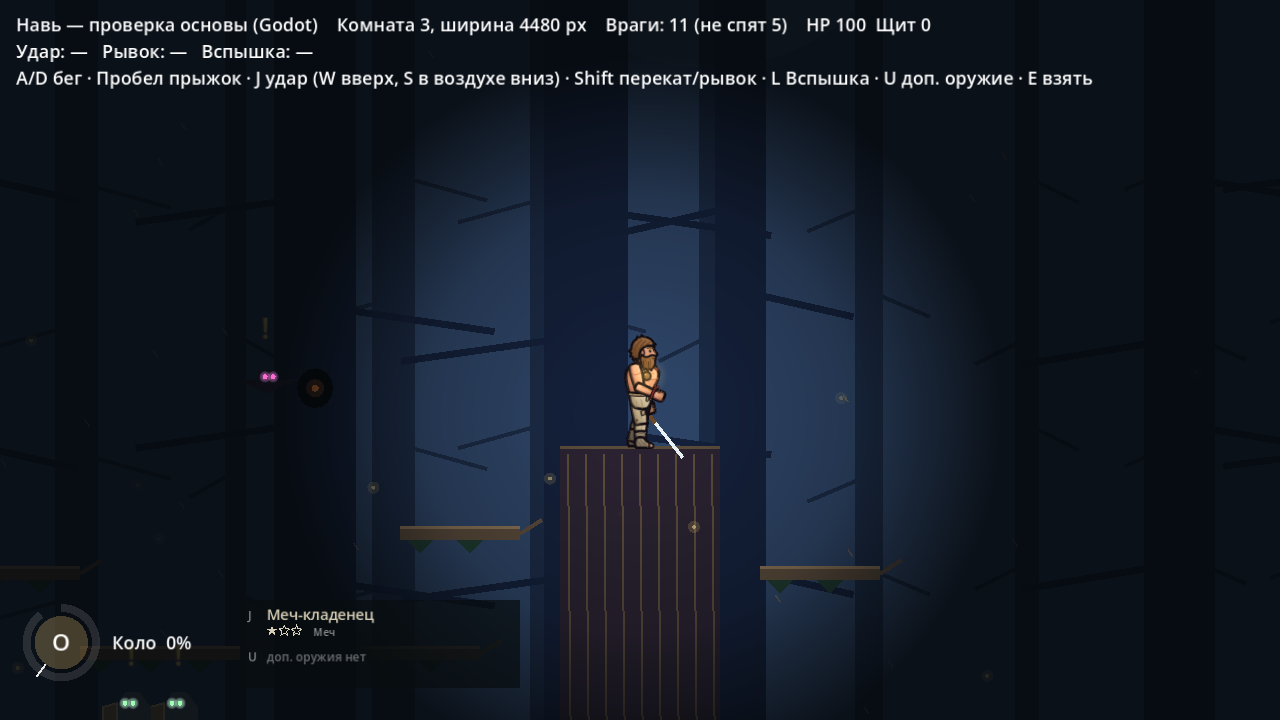 Навь — проверка основы (Godot)    Комната 3, ширина 4480 px    Враги: 11 (не спят 5)    HP 100  Щит 0
Удар: —   Рывок: —   Вспышка: —
A/D бег · Пробел прыжок · J удар (W вверх, S в воздухе вниз) · Shift перекат/рывок · L Вспышка · U доп. оружие · E взять
!
J Меч-кладенец
★☆☆ Меч
U доп. оружия нет
О Коло 0%